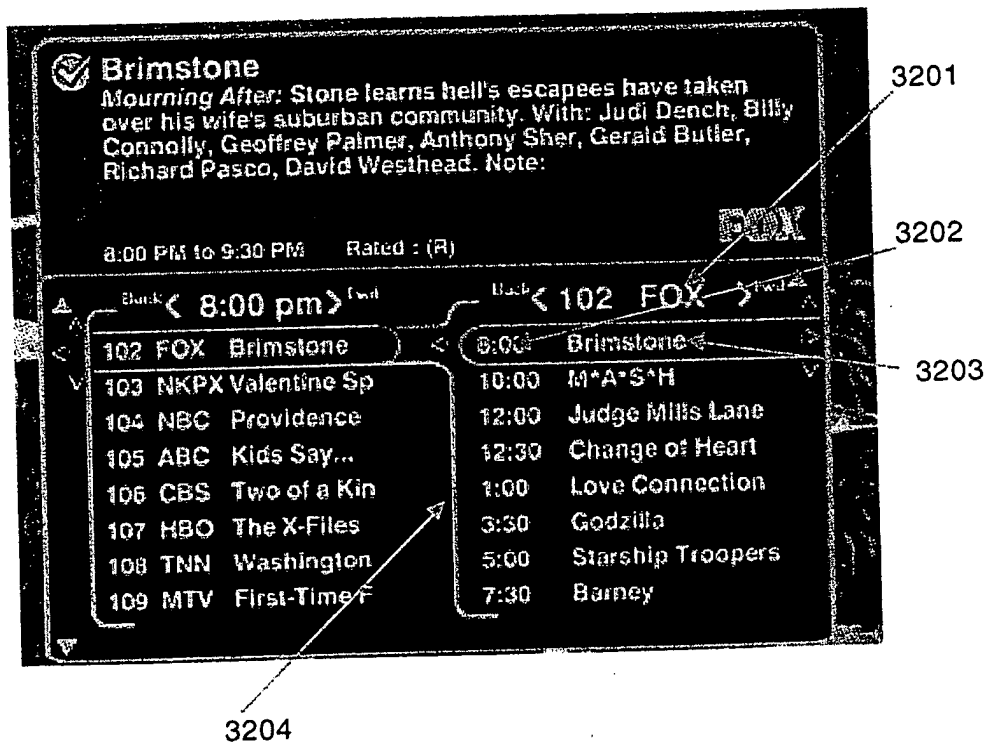 Brimstone
Mourning After: Stone learns hell's escapees have taken
over his wife's suburban community. With: Judi Dench, Billy
Connolly, Geoffrey Palmer, Anthony Sher, Gerald Butler,
Richard Pasco, David Westhead. Note:
FOX
8:00 PM to 9:30 PM Rated : (R)
Back < 8:00 pm > Fwd
102 FOX Brimstone
103 NKPX Valentine Sp
104 NBC Providence
105 ABC Kids Say...
106 CBS Two of a Kin
107 HBO The X-Files
108 TNN Washington
109 MTV First-Time F
Back < 102 FOX > Fwd
8:00 Brimstone
10:00 M*A*S*H
12:00 Judge Mills Lane
12:30 Change of Heart
1:00 Love Connection
3:30 Godzilla
5:00 Starship Troopers
7:30 Barney
3201
3202
3203
3204